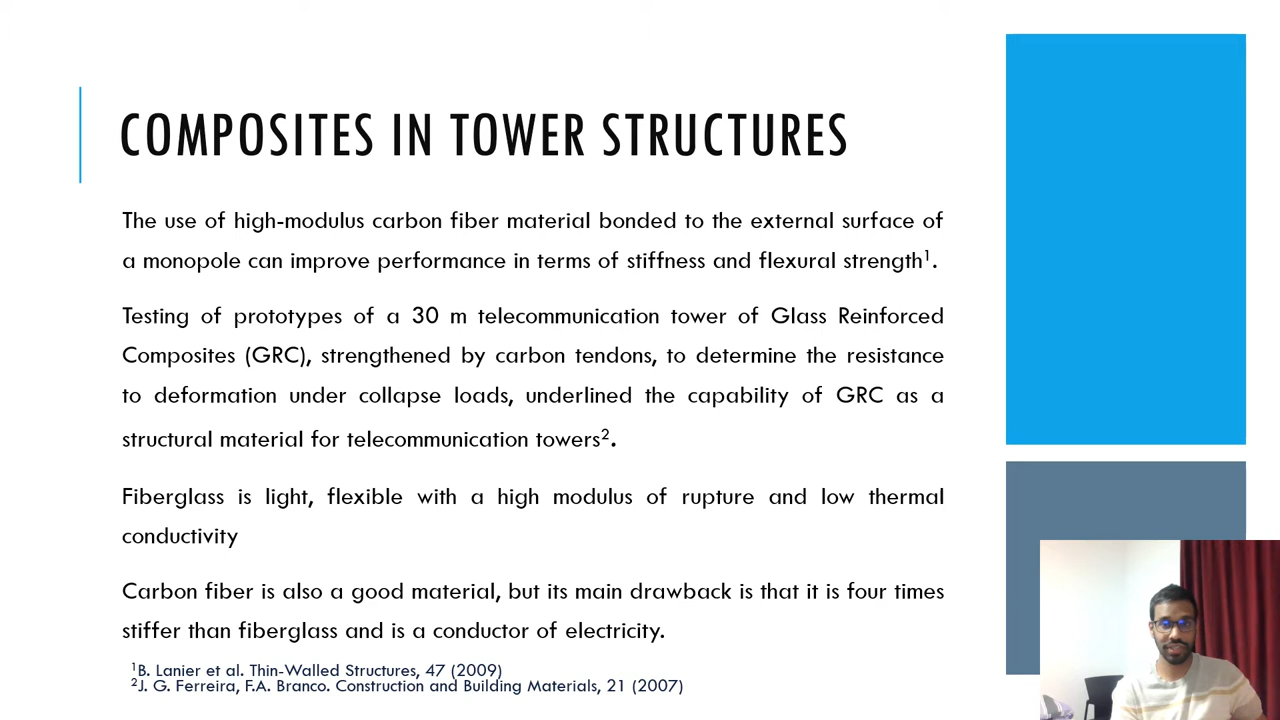 COMPOSITES IN TOWER STRUCTURES
The use of high-modulus carbon fiber material bonded to the external surface of
a monopole can improve performance in terms of stiffness and flexural strength¹.
Testing of prototypes of a 30 m telecommunication tower of Glass Reinforced
Composites (GRC), strengthened by carbon tendons, to determine the resistance
to deformation under collapse loads, underlined the capability of GRC as a
structural material for telecommunication towers².
Fiberglass is light, flexible with a high modulus of rupture and low thermal
conductivity
Carbon fiber is also a good material, but its main drawback is that it is four times
stiffer than fiberglass and is a conductor of electricity.
¹B. Lanier et al. Thin-Walled Structures, 47 (2009)
²J. G. Ferreira, F.A. Branco. Construction and Building Materials, 21 (2007)